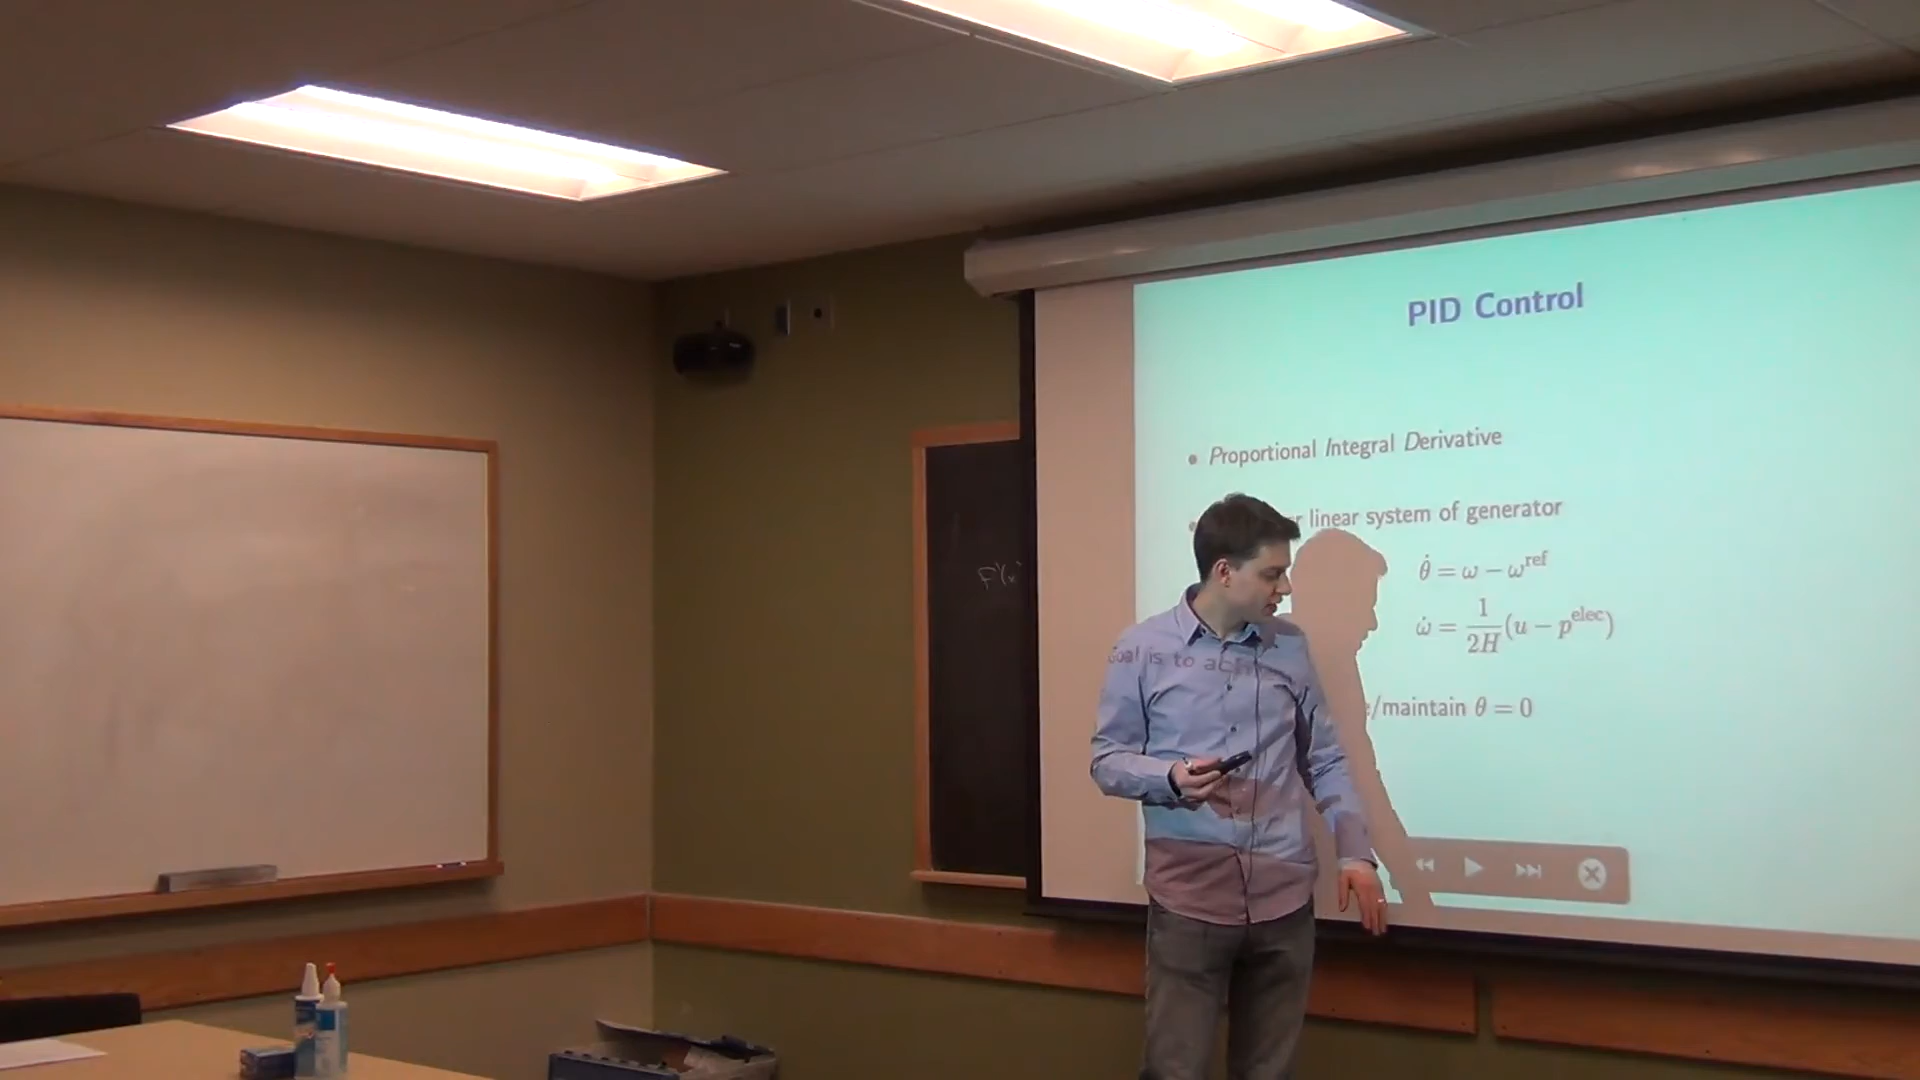 PID Control
• Proportional Integral Derivative
• r linear system of generator
θ̇ = ω − ω^ref
ω̇ = 1/2H (u − p^elec)
Goal is to /maintain θ = 0
F'(x